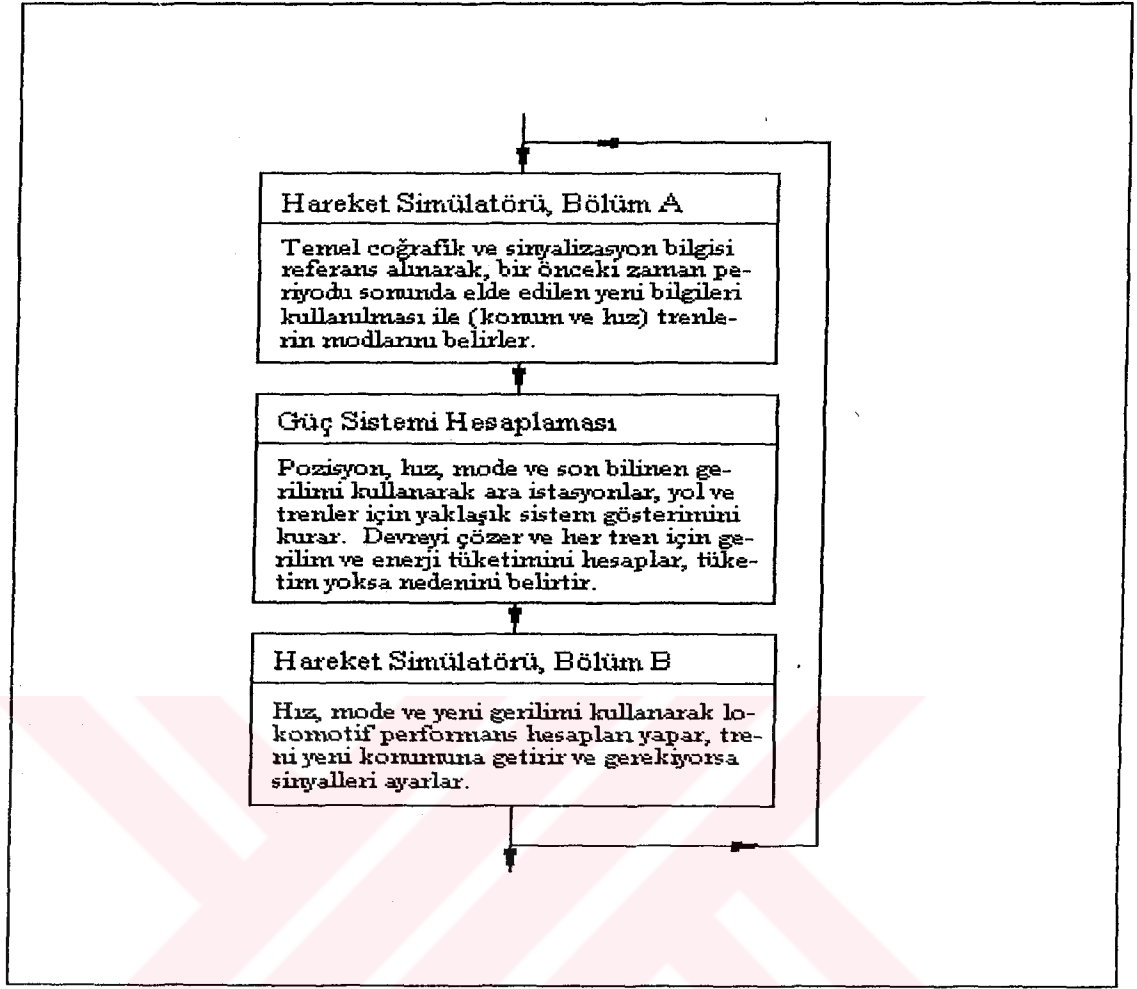 Hareket Simülatörü, Bölüm A
Temel coğrafik ve sinyalizasyon bilgisi
referans alınarak, bir önceki zaman pe-
riyodu sonunda elde edilen yeni bilgileri
kullanılması ile (konum ve hız) trenle-
rin modlarını belirler.
Güç Sistemi Hesaplaması
Pozisyon, hız, mode ve son bilinen ge-
rilimi kullanarak ara istasyonlar, yol ve
trenler için yaklaşık sistem gösterimini
kurar. Devreyi çözer ve her tren için ge-
rilim ve enerji tüketimini hesaplar, tüke-
tim yoksa nedenini belirtir.
Hareket Simülatörü, Bölüm B
Hız, mode ve yeni gerilimi kullanarak lo-
komotif performans hesapları yapar, tre-
ni yeni konumuna getirir ve gerekiyorsa
sinyalleri ayarlar.